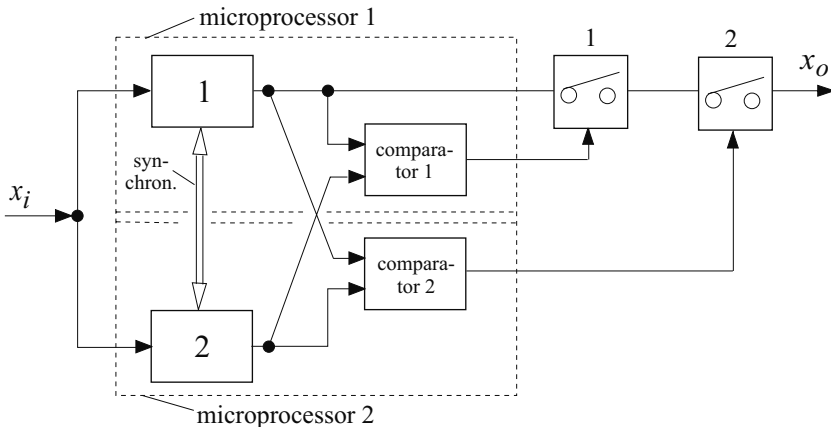 microprocessor 1
1
2
x_o
1
compara-
tor 1
syn-
chron.
x_i
compara-
tor 2
2
microprocessor 2